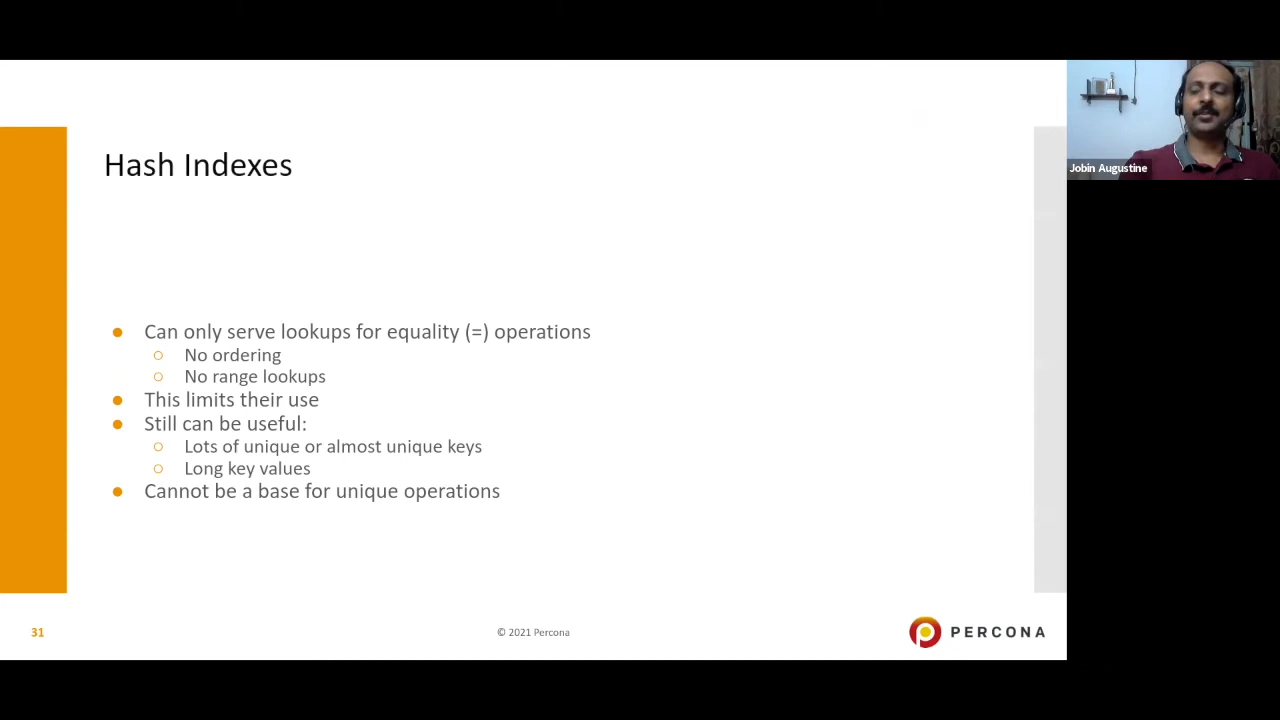 Jobin Augustine
Hash Indexes
● Can only serve lookups for equality (=) operations
○ No ordering
○ No range lookups
● This limits their use
● Still can be useful:
○ Lots of unique or almost unique keys
○ Long key values
● Cannot be a base for unique operations
31
© 2021 Percona
PERCONA